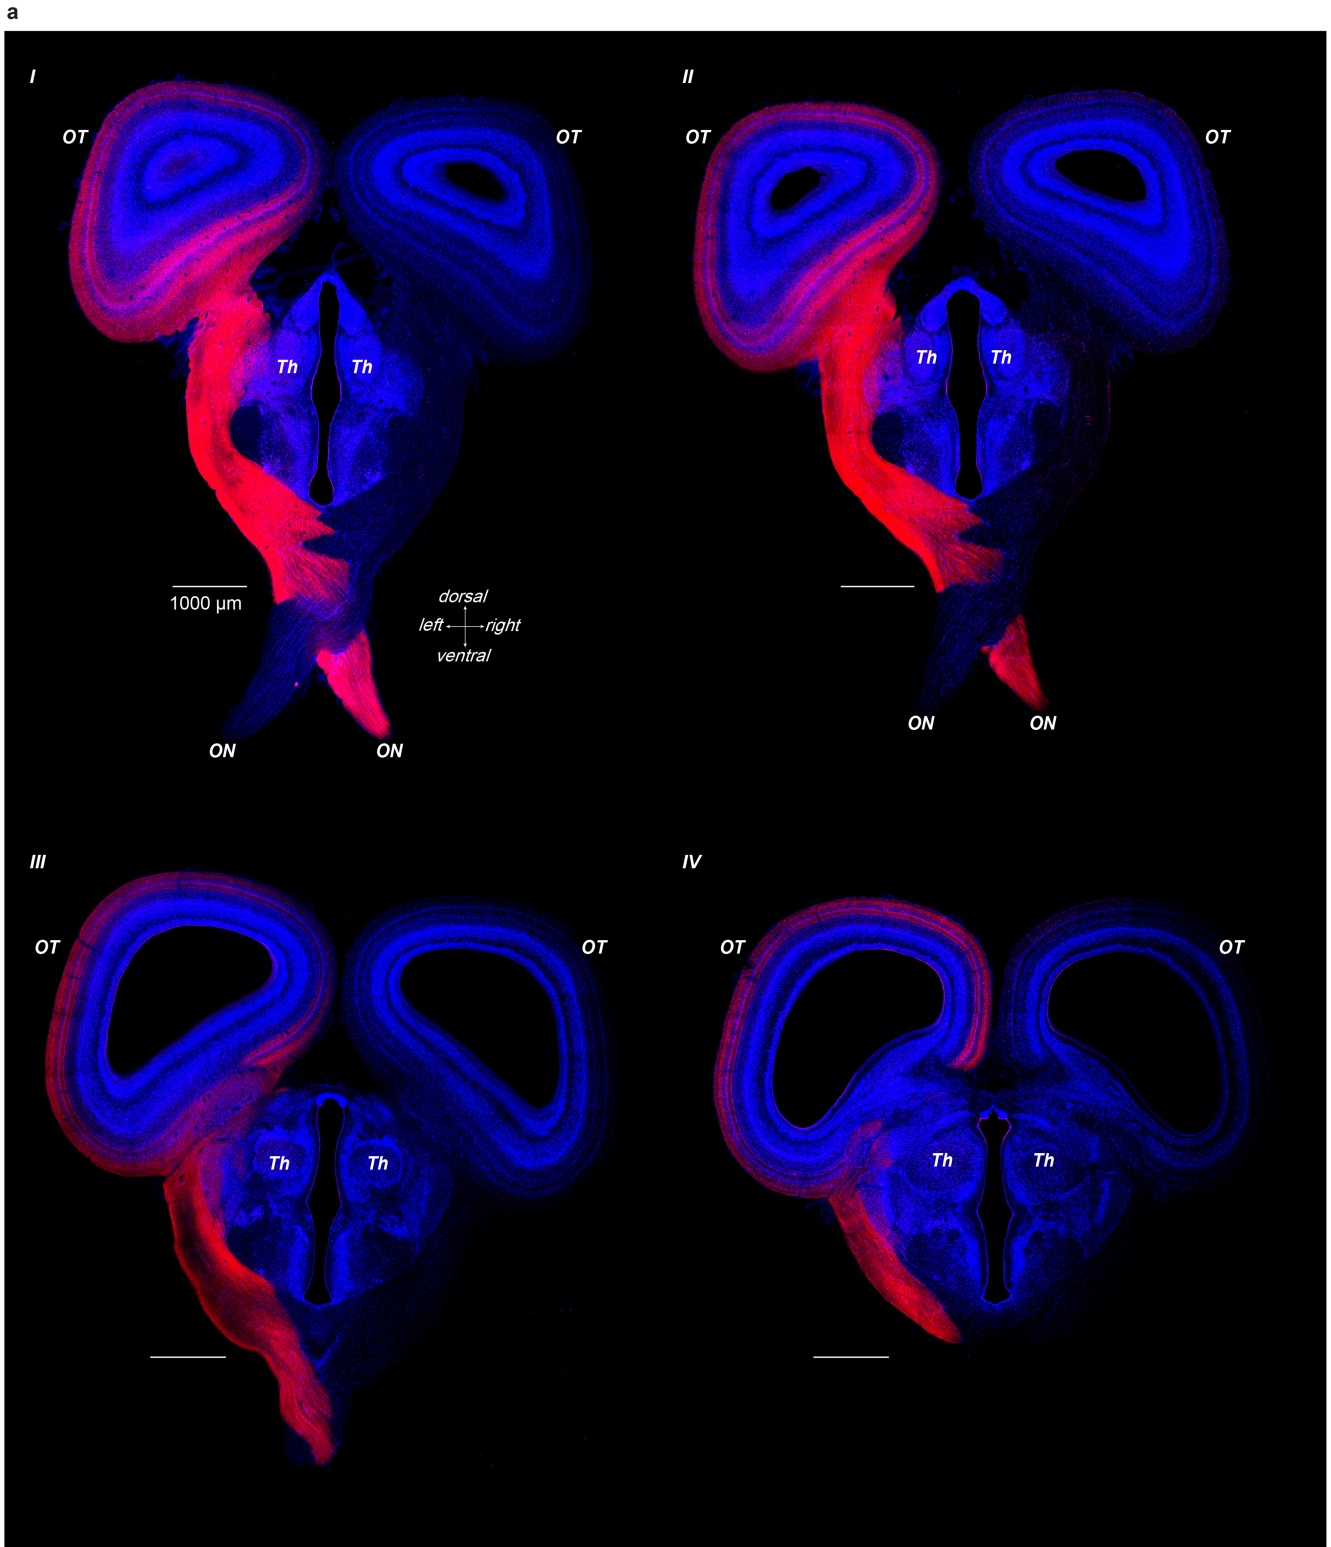 a
I
II
OT
OT
OT
OT
Th
Th
Th
Th
1000 µm
dorsal
left
right
ventral
ON
ON
ON
ON
III
IV
OT
OT
OT
OT
Th
Th
Th
Th